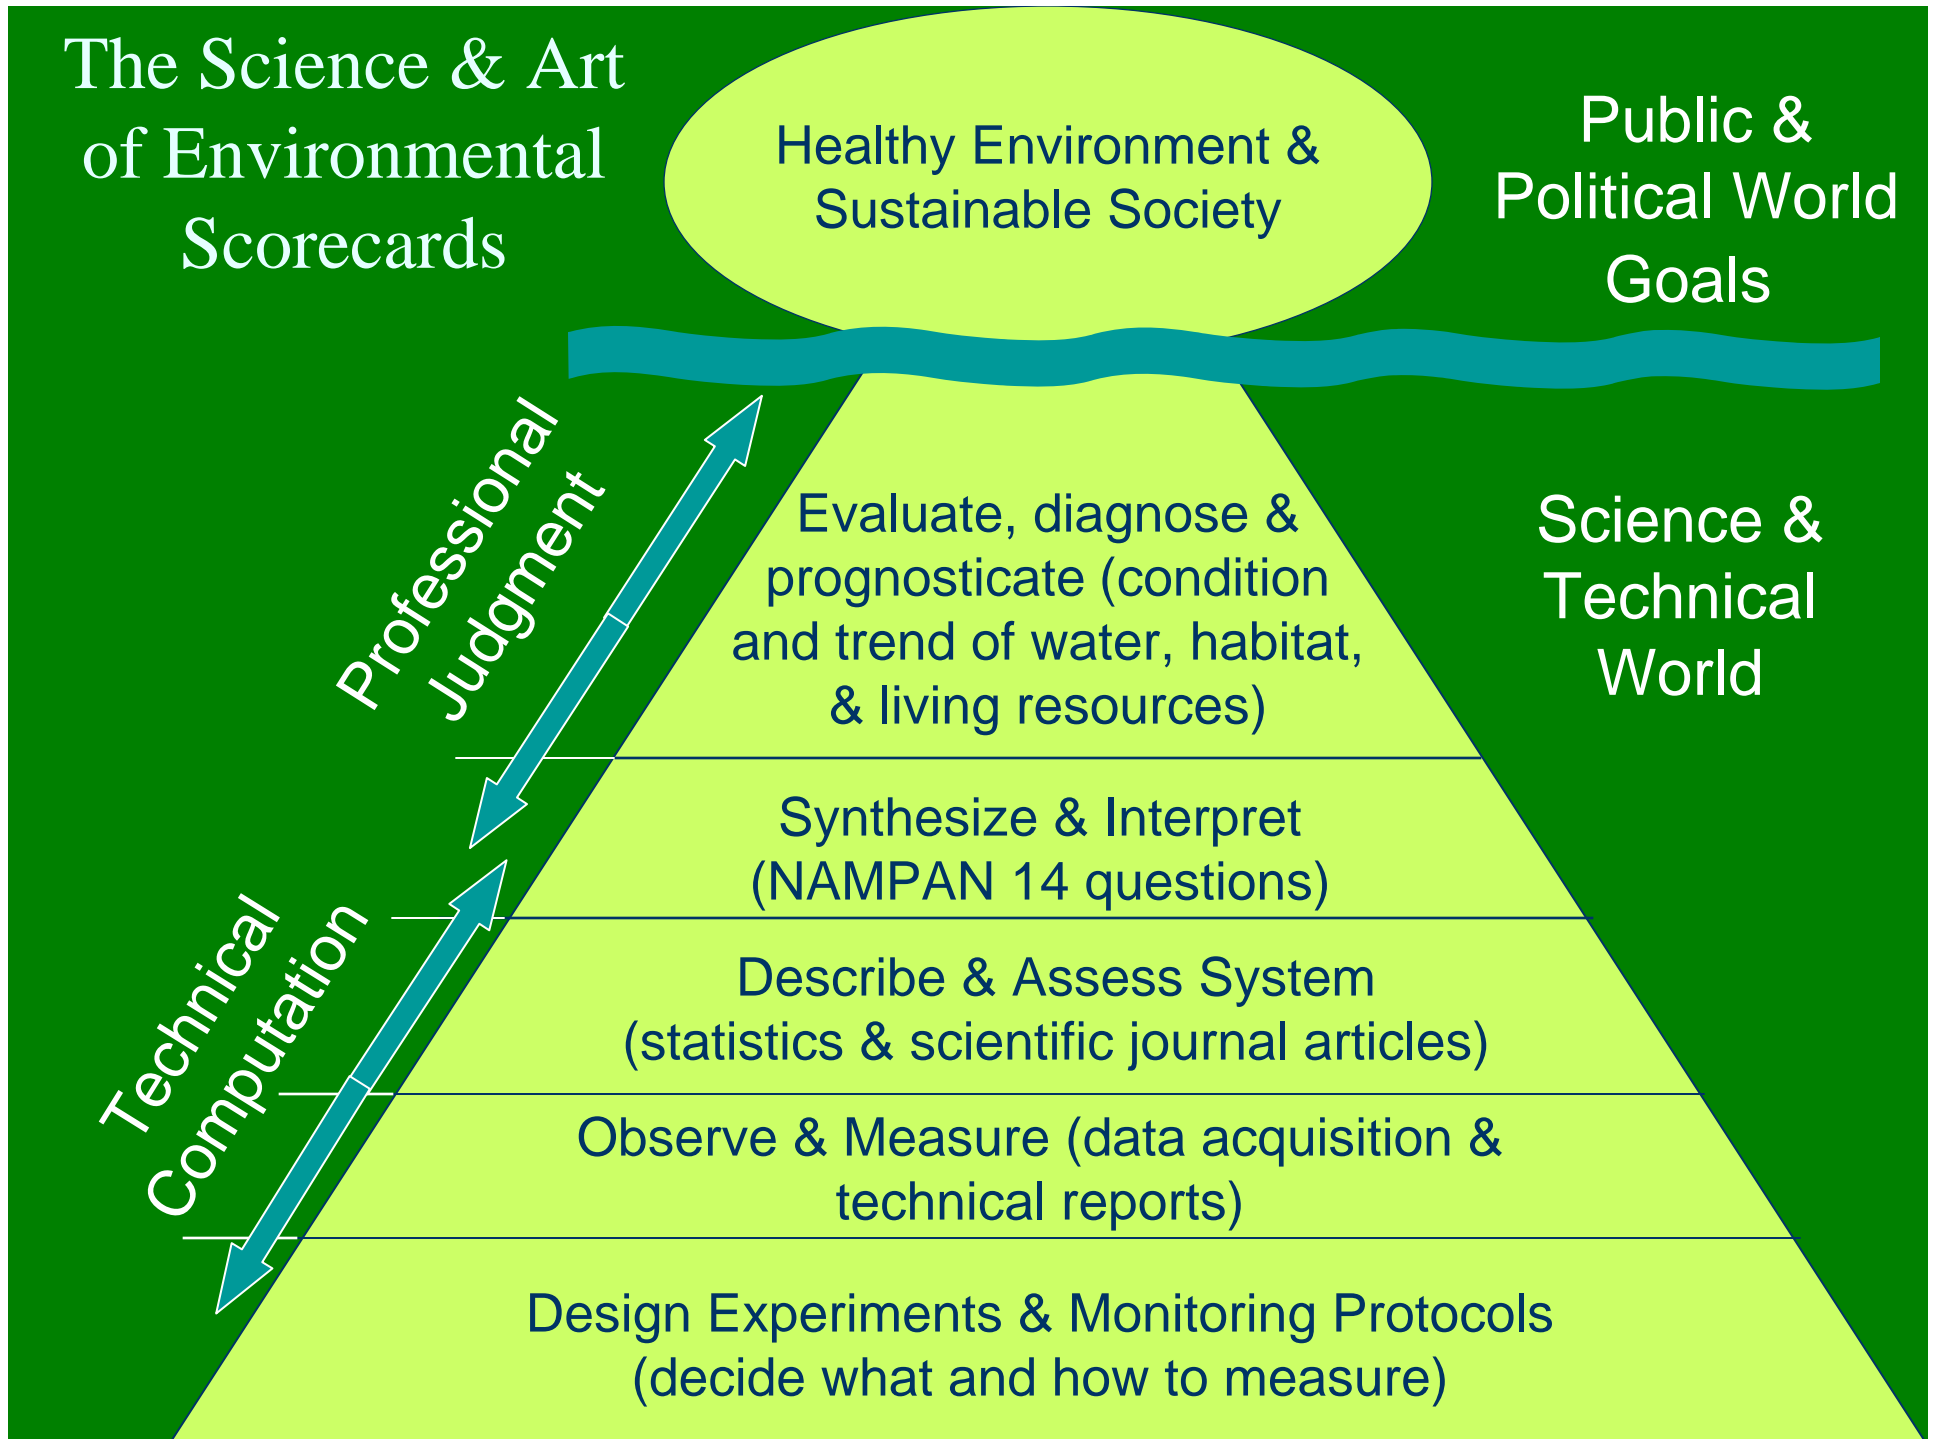 The Science & Art
of Environmental
Scorecards
Healthy Environment &
Sustainable Society
Public &
Political World
Goals
Professional
Judgment
Evaluate, diagnose &
prognosticate (condition
and trend of water, habitat,
& living resources)
Science &
Technical
World
Synthesize & Interpret
(NAMPAN 14 questions)
Technical
Computation
Describe & Assess System
(statistics & scientific journal articles)
Observe & Measure (data acquisition &
technical reports)
Design Experiments & Monitoring Protocols
(decide what and how to measure)